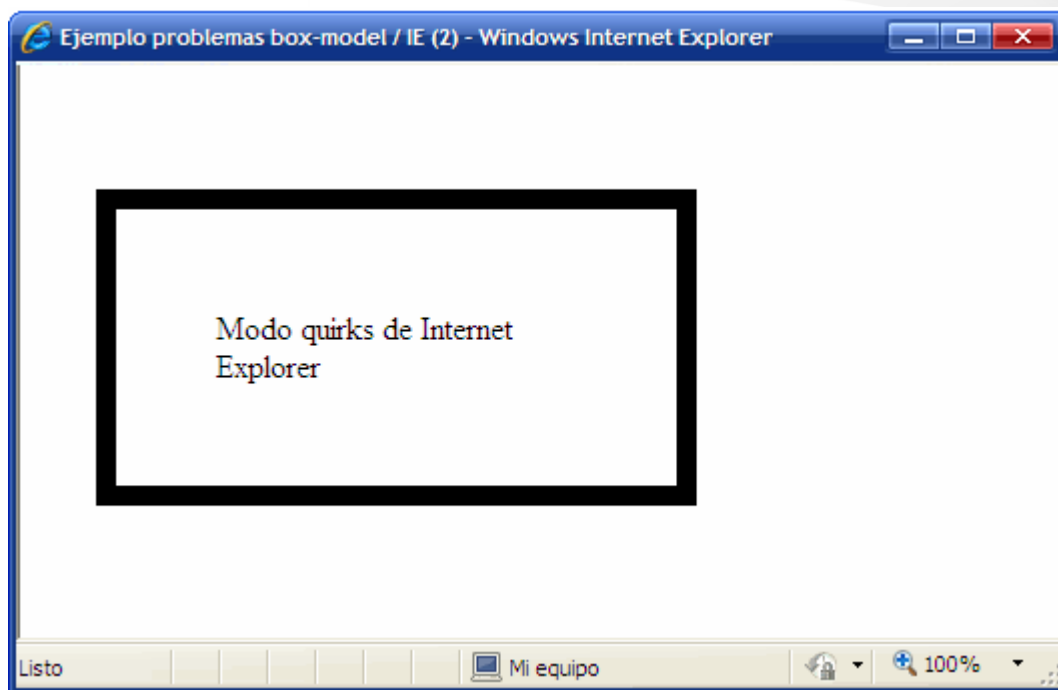 Ejemplo problemas box-model / IE (2) - Windows Internet Explorer
Modo quirks de Internet
Explorer
Listo
Mi equipo
100%